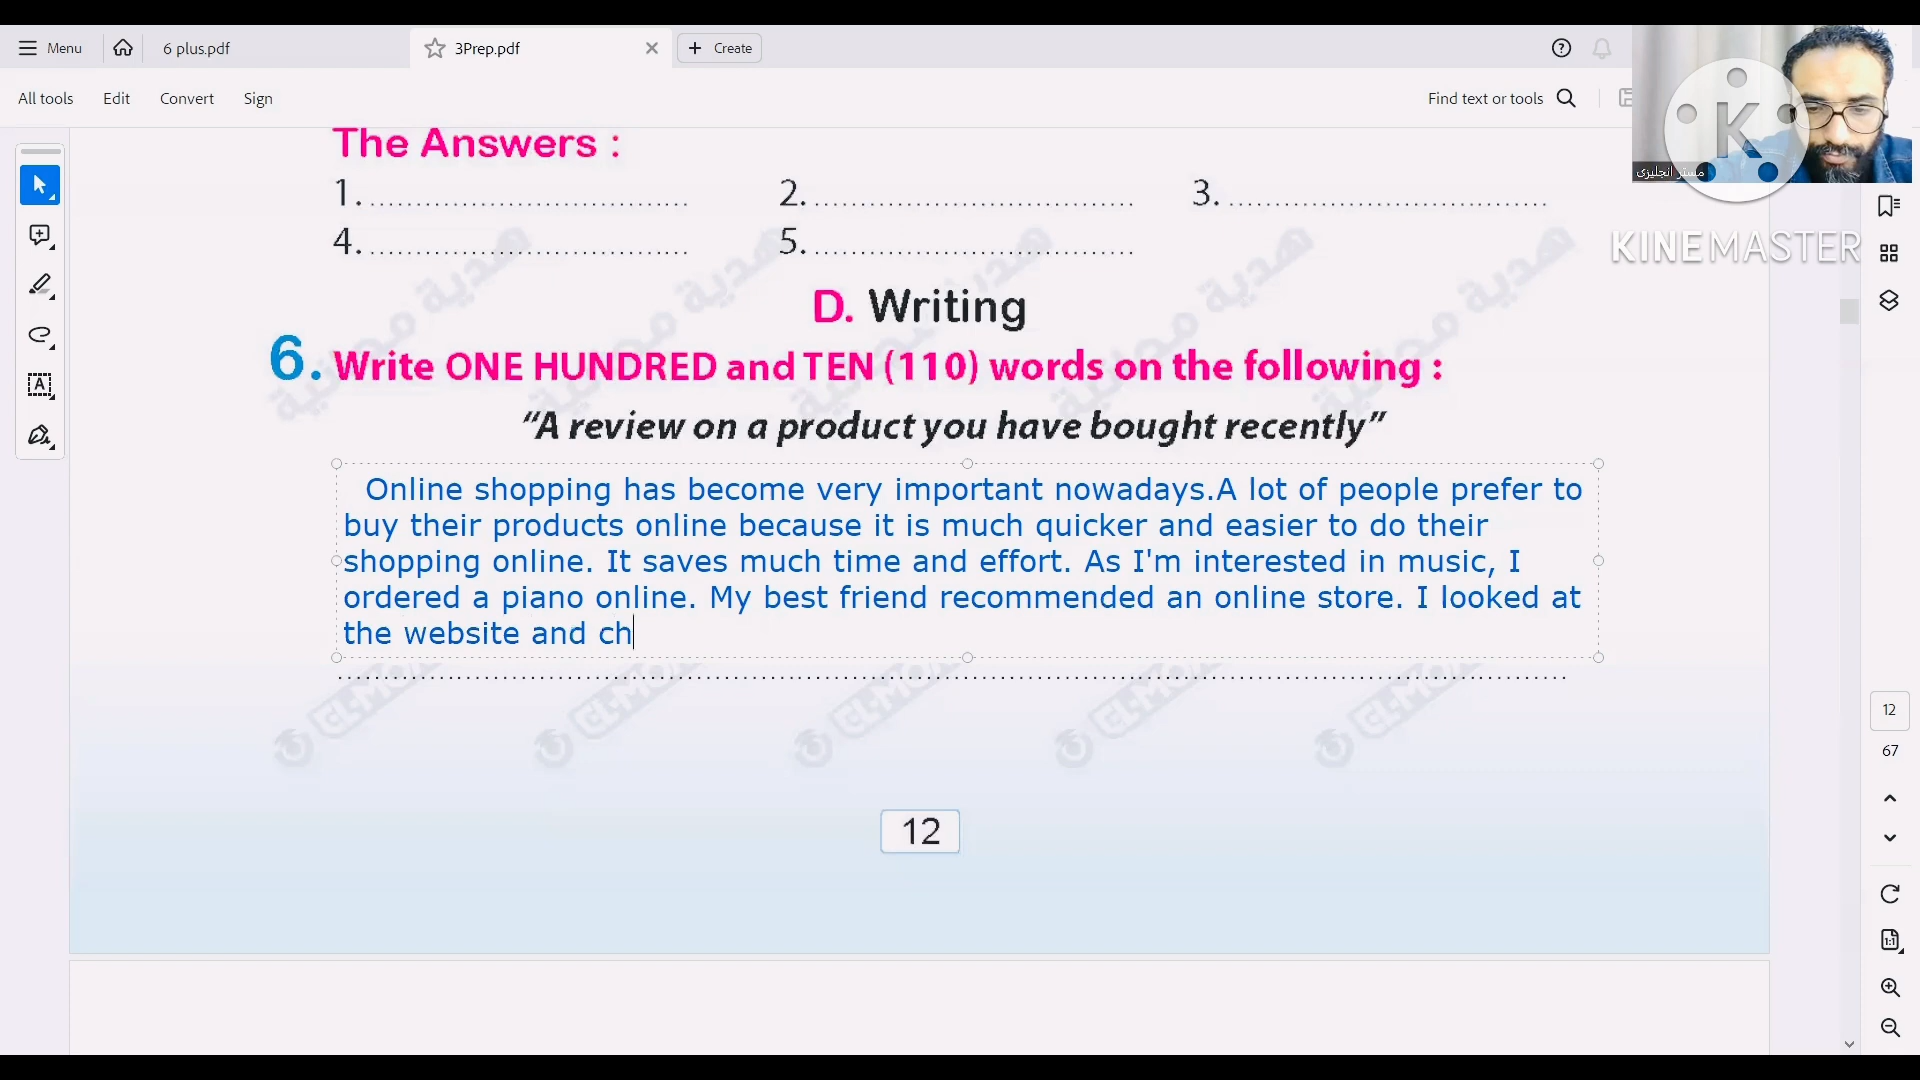 Menu
6 plus.pdf
3Prep.pdf
Create
All tools
Edit
Convert
Sign
Find text or tools
K
مستر انجليزى
KINEMASTER
The Answers :
1. ........................................ 2. ........................................ 3. ........................................
4. ........................................ 5. ........................................
D. Writing
6. Write ONE HUNDRED and TEN (110) words on the following :
“A review on a product you have bought recently”
Online shopping has become very important nowadays.A lot of people prefer to
buy their products online because it is much quicker and easier to do their
shopping online. It saves much time and effort. As I'm interested in music, I
ordered a piano online. My best friend recommended an online store. I looked at
the website and ch
12
12
67